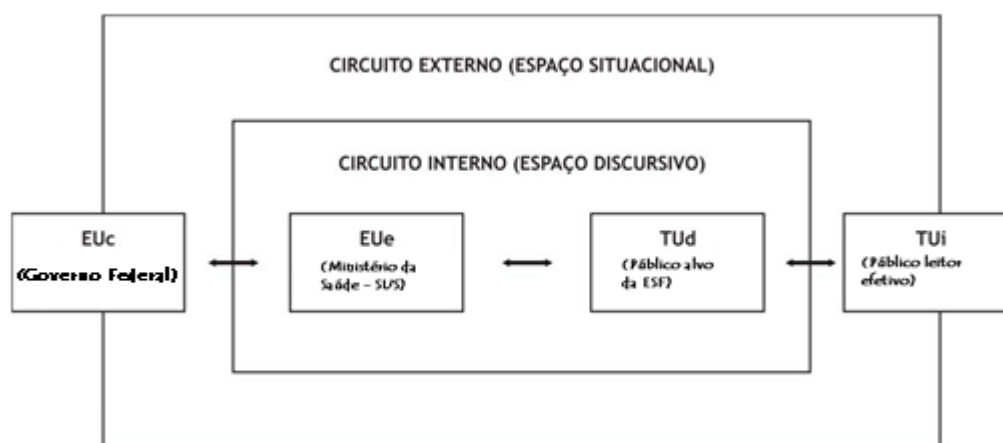 CIRCUITO EXTERNO (ESPAÇO SITUACIONAL)
CIRCUITO INTERNO (ESPAÇO DISCURSIVO)
EUc
(Governo Federal)
EUe
(Ministério da
Saúde – SUS)
TUd
(Público alvo
da ESF)
TUi
(Público leitor
efetivo)